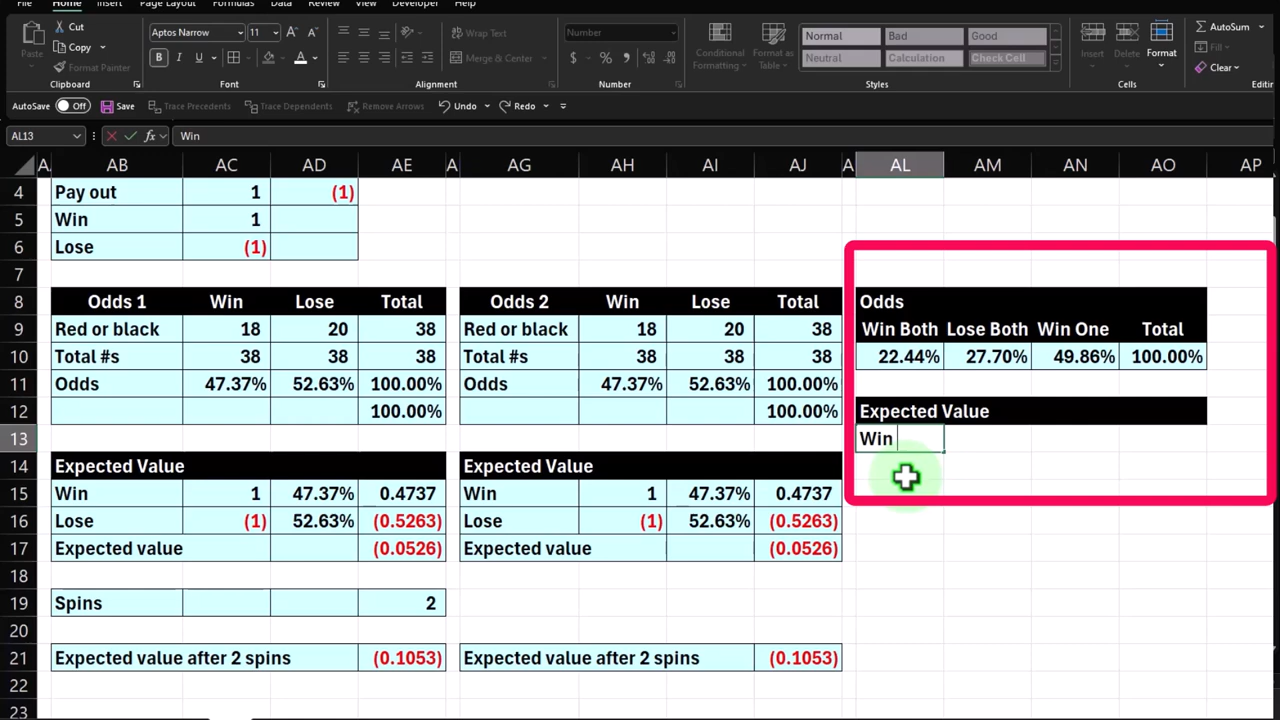 File Home Insert Page Layout Formulas Data Review View Developer Help
Cut
Copy
Format Painter
Paste
Clipboard
Aptos Narrow 11
B I U
Font
Wrap Text
Merge & Center
Alignment
Number
$ %
Number
Conditional Formatting
Format as Table
Normal Bad Good
Neutral Calculation Check Cell
Styles
Insert Delete Format
Cells
AutoSum
Fill
Clear
AutoSave Off Save Trace Precedents Trace Dependents Remove Arrows Undo Redo
AL13 fx Win
AB AC AD AE AG AH AI AJ AL AM AN AO AP
4 Pay out 1 (1)
5 Win 1
6 Lose (1)
7
8 Odds 1 Win Lose Total Odds 2 Win Lose Total Odds
9 Red or black 18 20 38 Red or black 18 20 38 Win Both Lose Both Win One Total
10 Total #s 38 38 38 Total #s 38 38 38 22.44% 27.70% 49.86% 100.00%
11 Odds 47.37% 52.63% 100.00% Odds 47.37% 52.63% 100.00%
12 100.00% 100.00% Expected Value
13 Win
14 Expected Value Expected Value
15 Win 1 47.37% 0.4737 Win 1 47.37% 0.4737
16 Lose (1) 52.63% (0.5263) Lose (1) 52.63% (0.5263)
17 Expected value (0.0526) Expected value (0.0526)
18
19 Spins 2
20
21 Expected value after 2 spins (0.1053) Expected value after 2 spins (0.1053)
22
23